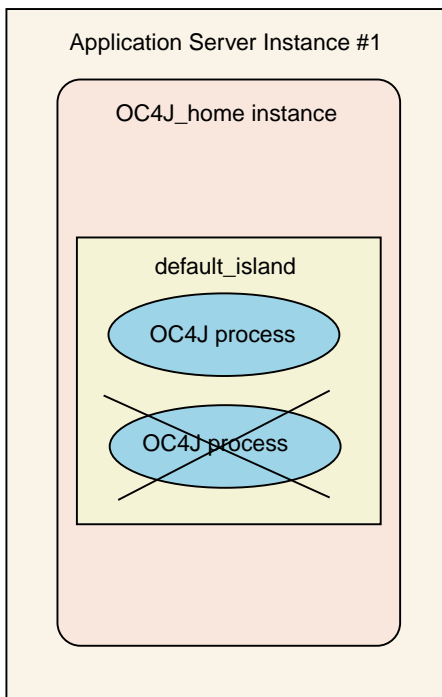 Application Server Instance #1
OC4J_home instance
default_island
OC4J process
OC4J process